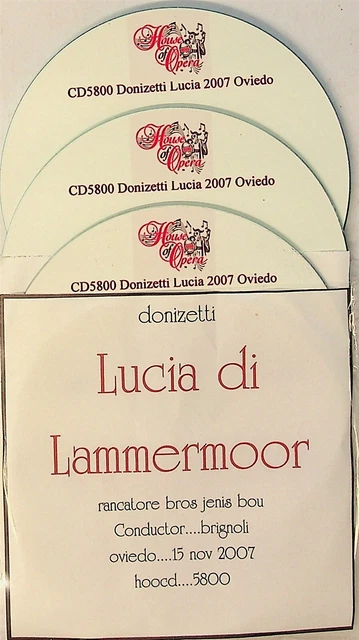 House
of
Opera
CD5800 Donizetti Lucia 2007 Oviedo
House
of
Opera
CD5800 Donizetti Lucia 2007 Oviedo
House
of
Opera
CD5800 Donizetti Lucia 2007 Oviedo
donizetti
Lucia di
Lammermoor
rancatore bros jenis bou
Conductor....brignoli
oviedo....15 nov 2007
hoocd....5800